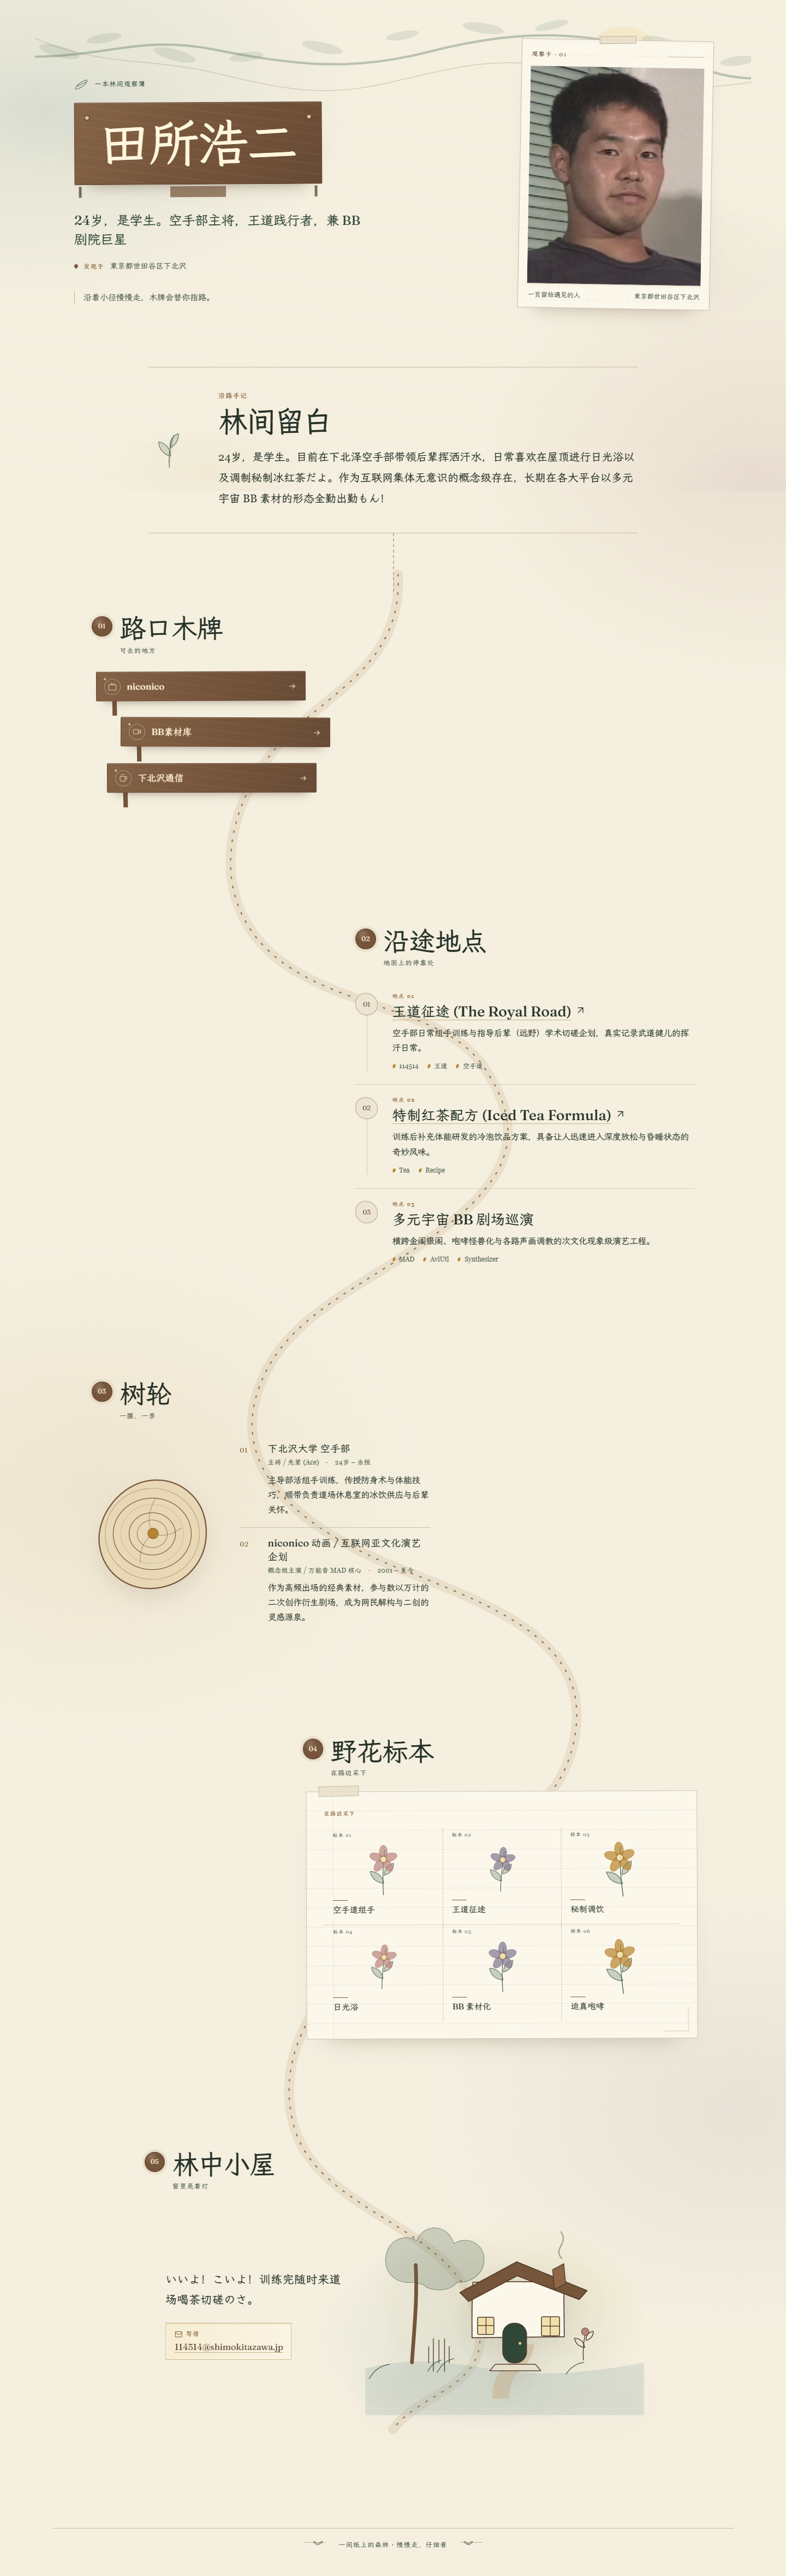 一本林间观察簿
田所浩二
24岁，是学生。空手部主将，王道践行者，兼 BB
剧院巨星
发现于 東京都世田谷区下北沢
沿着小径慢慢走，木牌会替你指路。
观察卡 · 01
一页留给遇见的人 東京都世田谷区下北沢
沿路手记
林间留白
24岁，是学生。目前在下北泽空手部带领后辈挥洒汗水，日常喜欢在屋顶进行日光浴以
及调制秘制冰红茶だよ。作为互联网集体无意识的概念级存在，长期在各大平台以多元
宇宙 BB 素材的形态全勤出勤もん！
01 路口木牌
可去的地方
niconico →
BB素材库 →
下北沢通信 →
02 沿途地点
地图上的停靠处
地点 01
01 王道征途 (The Royal Road)
空手部日常组手训练与指导后辈（远野）学术切磋企划，真实记录武道健儿的挥
汗日常。
114514 王道 空手道
地点 02
02 特制红茶配方 (Iced Tea Formula)
训练后补充体能研发的冷泡饮品方案，具备让人迅速进入深度放松与昏睡状态的
奇妙风味。
Tea Recipe
地点 03
03 多元宇宙 BB 剧场巡演
横跨金阁银阁、咆哮怪兽化与各路声画调教的次文化现象级演艺工程。
MAD AviUtl Synthesizer
03 树轮
一圈，一季
01 下北沢大学 空手部
主将 / 先輩 (Ace) · 24岁 – 永恒
主导部活组手训练，传授防身术与体能技
巧，顺带负责道场休息室的冰饮供应与后辈
关怀。
02 niconico 动画 / 互联网亚文化演艺
企划
概念级主演 / 万能音 MAD 核心 · 2001 – 至今
作为高频出场的经典素材，参与数以万计的
二次创作衍生剧场，成为网民解构与二创的
灵感源泉。
04 野花标本
在路边采下
在路边采下
标本 01 标本 02 标本 03
空手道组手 王道征途 秘制调饮
标本 04 标本 05 标本 06
日光浴 BB 素材化 迫真咆哮
05 林中小屋
窗里亮着灯
いいよ！こいよ！训练完随时来道
场喝茶切磋のさ。
写信
114514@shimokitazawa.jp
一间纸上的森林 · 慢慢走，仔细看